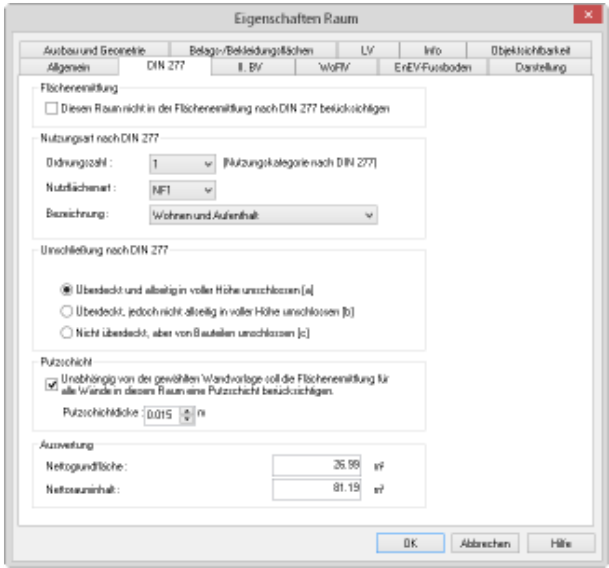 Eigenschaften Raum
Ausbau und Geometrie Belags-/Bekleidungsflächen LV Info Objektsichtbarkeit
Allgemein DIN 277 II. BV WoFlV EnEV-Fussboden Darstellung
Flächenermittlung
Diesen Raum nicht in der Flächenermittlung nach DIN 277 berücksichtigen
Nutzungsart nach DIN 277
Ordnungszahl : 1 (Nutzungskategorie nach DIN 277)
Nutzflächenart : NF1
Bezeichnung : Wohnen und Aufenthalt
Umschließung nach DIN 277
Überdeckt und allseitig in voller Höhe umschlossen (a)
Überdeckt, jedoch nicht allseitig in voller Höhe umschlossen (b)
Nicht überdeckt, aber von Bauteilen umschlossen (c)
Putzschicht
Unabhängig von der gewählten Wandvorlage soll die Flächenermittlung für
alle Wände in diesem Raum eine Putzschicht berücksichtigen.
Putzschichtdicke : 0.015 m
Auswertung
Nettogrundfläche : 26.99 m²
Nettorauminhalt : 81.19 m³
OK Abbrechen Hilfe